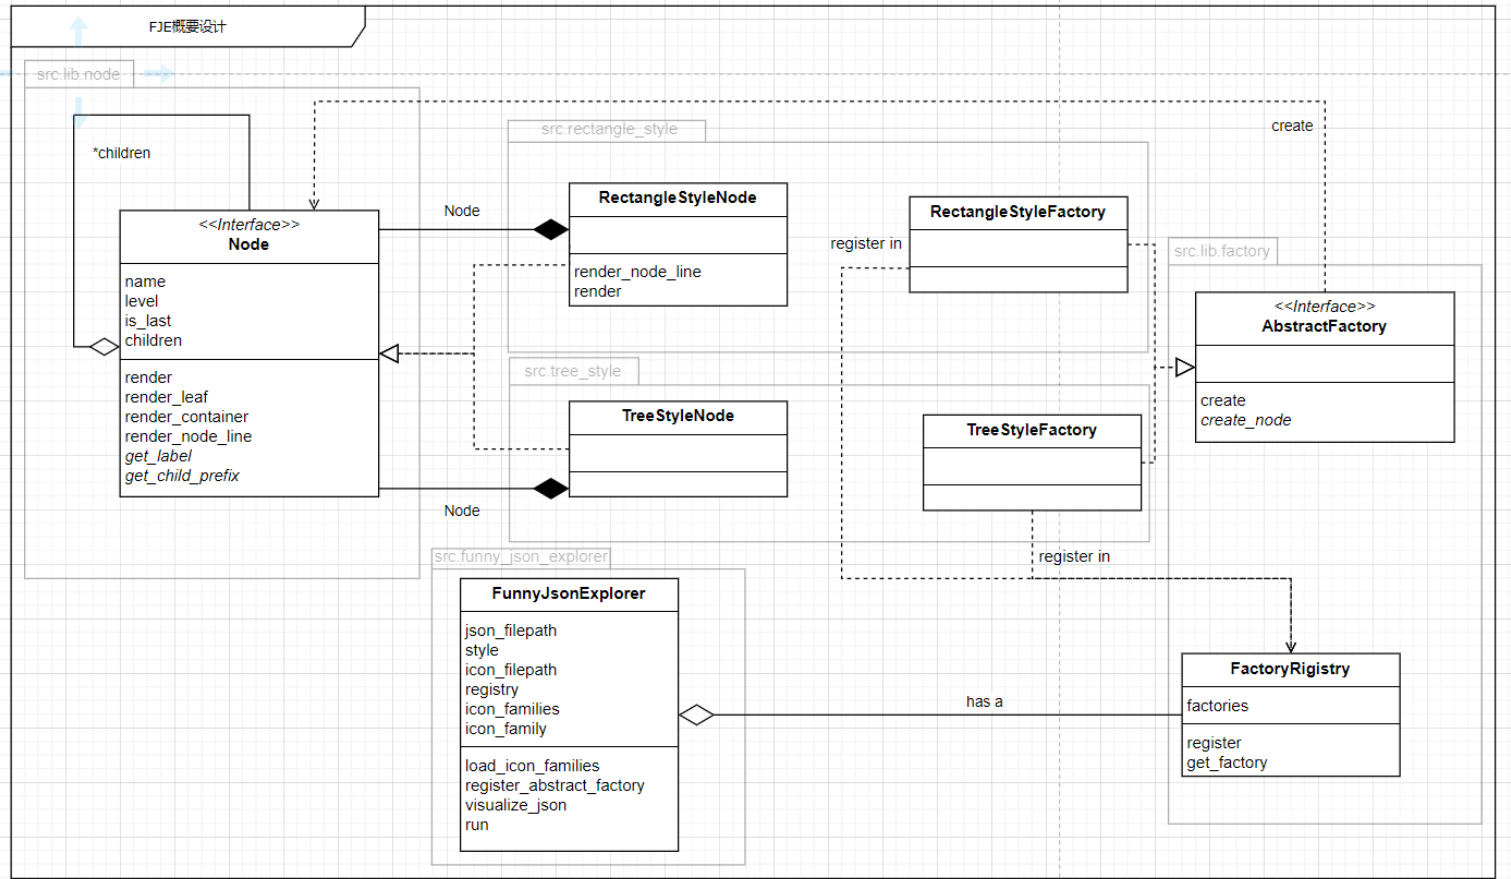 FJE概要设计
src.lib.node
*children
<<Interface>>
Node
name
level
is_last
children
render
render_leaf
render_container
render_node_line
get_label
get_child_prefix
Node
Node
src.rectangle_style
RectangleStyleNode
render_node_line
render
RectangleStyleFactory
register in
create
src.tree_style
TreeStyleNode
TreeStyleFactory
register in
src.lib.factory
<<Interface>>
AbstractFactory
create
create_node
src.funny_json_explorer
FunnyJsonExplorer
json_filepath
style
icon_filepath
registry
icon_families
icon_family
load_icon_families
register_abstract_factory
visualize_json
run
has a
FactoryRigistry
factories
register
get_factory